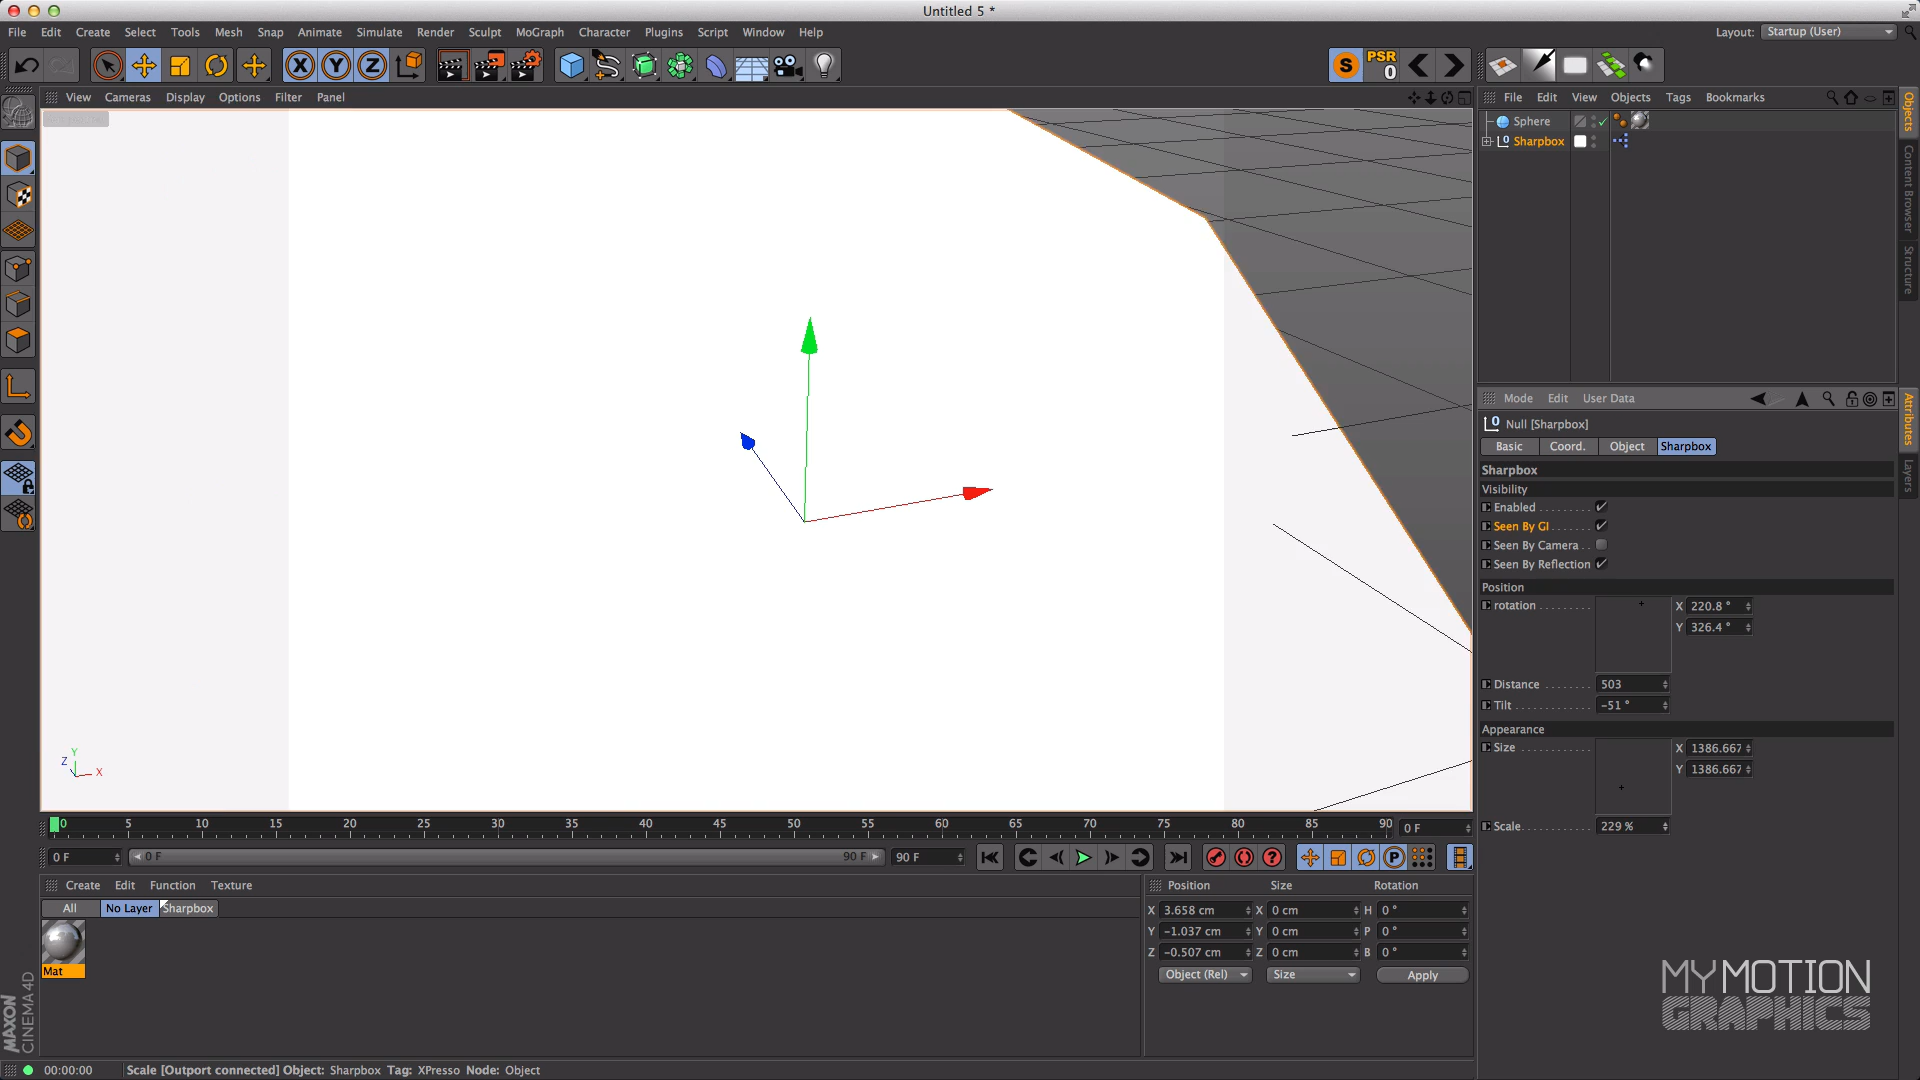 Untitled 5 *
File Edit Create Select Tools Mesh Snap Animate Simulate Render Sculpt MoGraph Character Plugins Script Window Help
Layout: Startup (User)
X Y Z S PSR 0
View Cameras Display Options Filter Panel
File Edit View Objects Tags Bookmarks
Objects
Content Browser
Structure
Sphere
Sharpbox
Mode Edit User Data
Attributes
Layers
Null [Sharpbox]
Basic Coord. Object Sharpbox
Sharpbox
Visibility
Enabled . . . . . . . .
Seen By GI . . . . . .
Seen By Camera . .
Seen By Reflection
Position
rotation . . . . . . . . . X 220.8 °
Y 326.4 °
Distance . . . . . . . 503
Tilt . . . . . . . . . . . . . -51 °
Appearance
Size . . . . . . . . . . . . X 1386.667
Y 1386.667
Scale. . . . . . . . . . . . 229 %
Y
Z
X
0 5 10 15 20 25 30 35 40 45 50 55 60 65 70 75 80 85 90 0 F
0 F 0 F 90 F 90 F ? P
Create Edit Function Texture
All No Layer Sharpbox
Mat
Position Size Rotation
X 3.658 cm X 0 cm H 0 °
Y -1.037 cm Y 0 cm P 0 °
Z -0.507 cm Z 0 cm B 0 °
Object (Rel) Size Apply
MAXON
CINEMA 4D
MYMOTION
GRAPHICS
00:00:00 Scale [Outport connected] Object: Sharpbox Tag: XPresso Node: Object